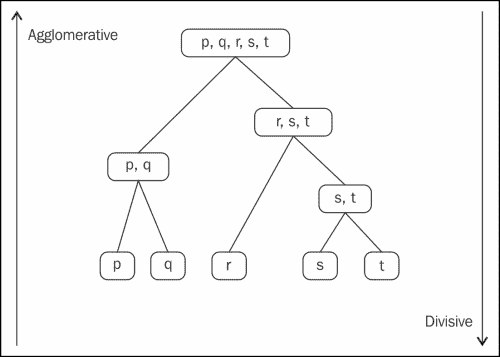 Agglomerative
p, q, r, s, t
r, s, t
p, q
s, t
p
q
r
s
t
Divisive